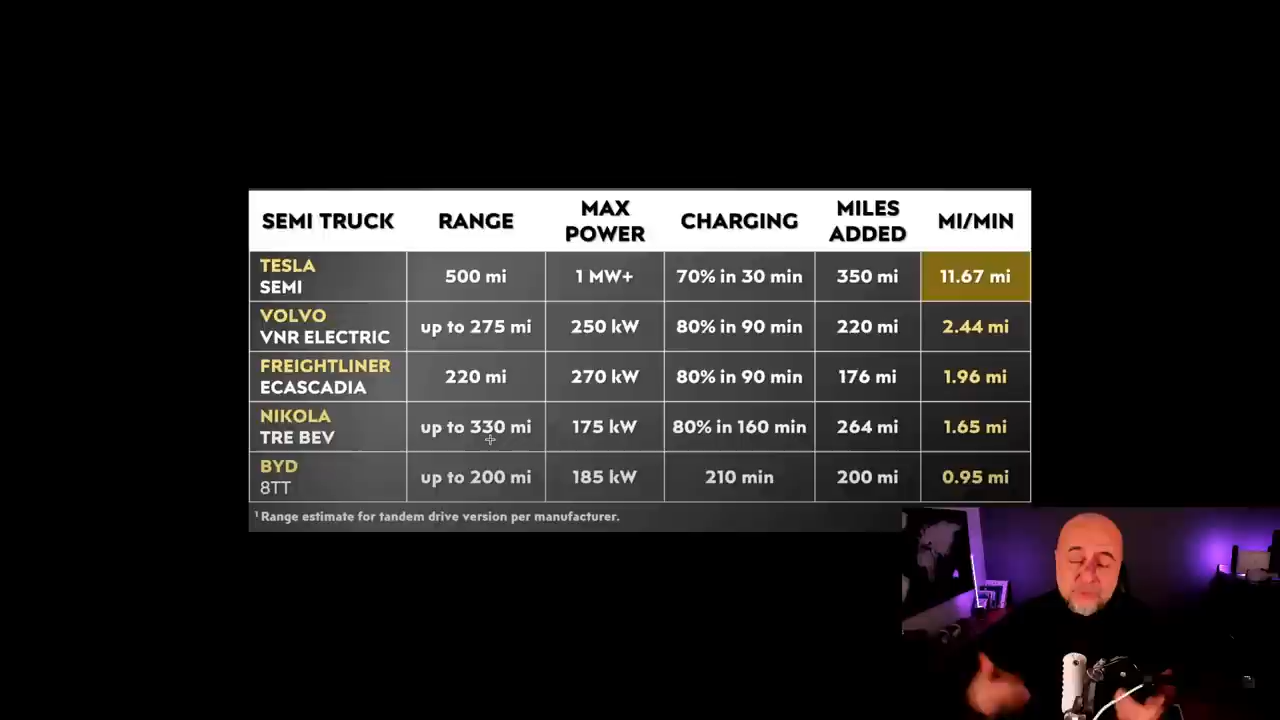 SEMI TRUCK RANGE MAX POWER CHARGING MILES ADDED MI/MIN
TESLA SEMI 500 mi 1 MW+ 70% in 30 min 350 mi 11.67 mi
VOLVO VNR ELECTRIC up to 275 mi 250 kW 80% in 90 min 220 mi 2.44 mi
FREIGHTLINER ECASCADIA 220 mi 270 kW 80% in 90 min 176 mi 1.96 mi
NIKOLA TRE BEV up to 330 mi 175 kW 80% in 160 min 264 mi 1.65 mi
BYD 8TT up to 200 mi 185 kW 210 min 200 mi 0.95 mi
¹ Range estimate for tandem drive version per manufacturer.